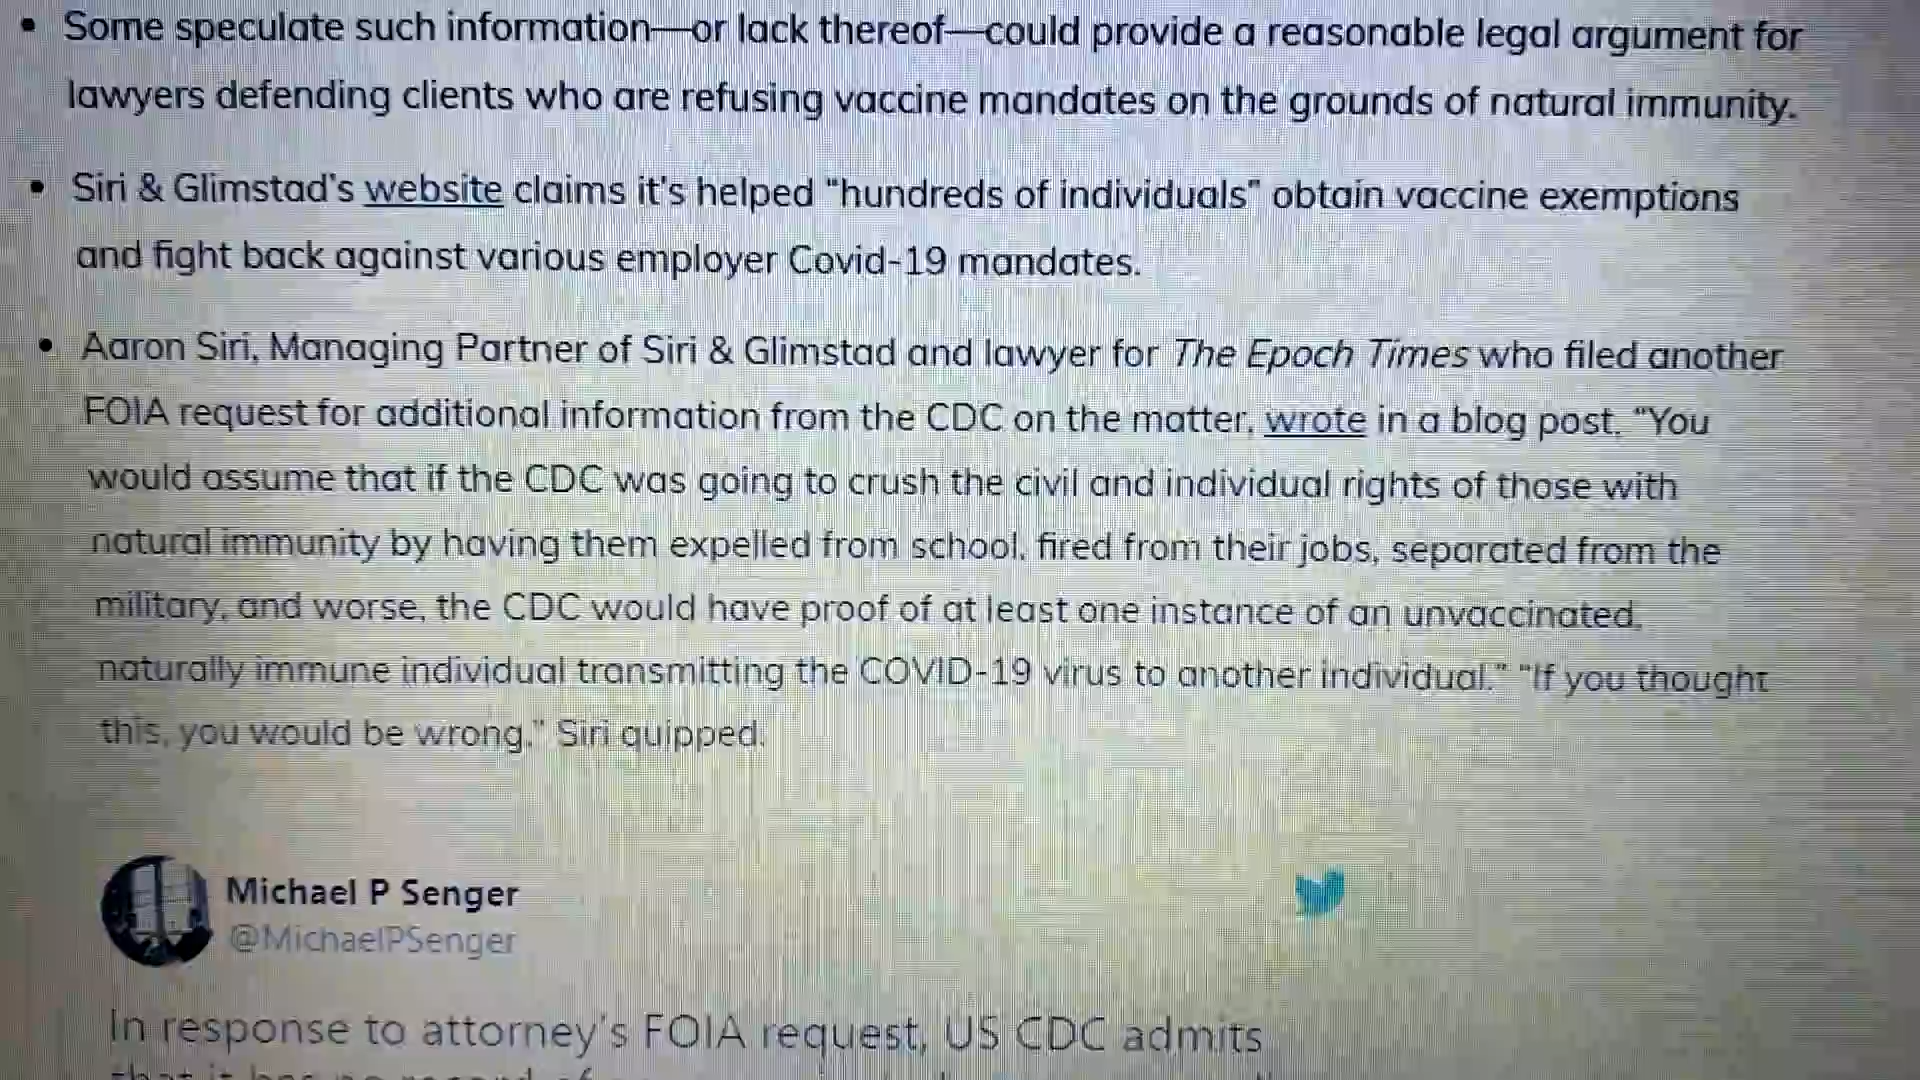 • Some speculate such information—or lack thereof—could provide a reasonable legal argument for
lawyers defending clients who are refusing vaccine mandates on the grounds of natural immunity.
• Siri & Glimstad's website claims it's helped "hundreds of individuals" obtain vaccine exemptions
and fight back against various employer Covid-19 mandates.
• Aaron Siri, Managing Partner of Siri & Glimstad and lawyer for The Epoch Times who filed another
FOIA request for additional information from the CDC on the matter, wrote in a blog post, "You
would assume that if the CDC was going to crush the civil and individual rights of those with
natural immunity by having them expelled from school, fired from their jobs, separated from the
military, and worse, the CDC would have proof of at least one instance of an unvaccinated,
naturally immune individual transmitting the COVID-19 virus to another individual." "If you thought
this, you would be wrong." Siri quipped.
Michael P Senger
@MichaelPSenger
In response to attorney's FOIA request, US CDC admits
that it has no record of